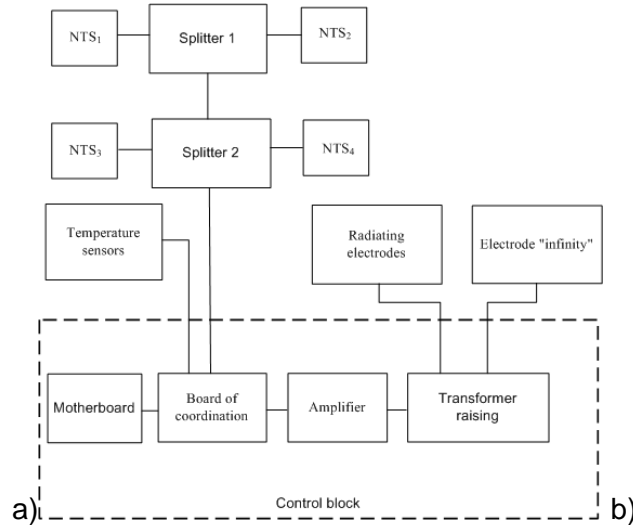 NTS₁
Splitter 1
NTS₂
NTS₃
Splitter 2
NTS₄
Temperature
sensors
Radiating
electrodes
Electrode "infinity"
Motherboard
Board of
coordination
Amplifier
Transformer
raising
Control block
a)
b)